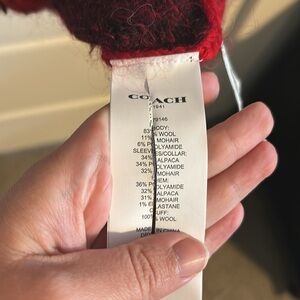 COACH
1941
BODY:
83% WOOL
11% MOHAIR
6% POLYAMIDE
SLEEVES/COLLAR:
34% ALPACA
34% POLYAMIDE
32% MOHAIR
HEM:
36% POLYAMIDE
32% ALPACA
31% MOHAIR
1% ELASTANE
CUFF:
100% WOOL
MADE IN CHINA